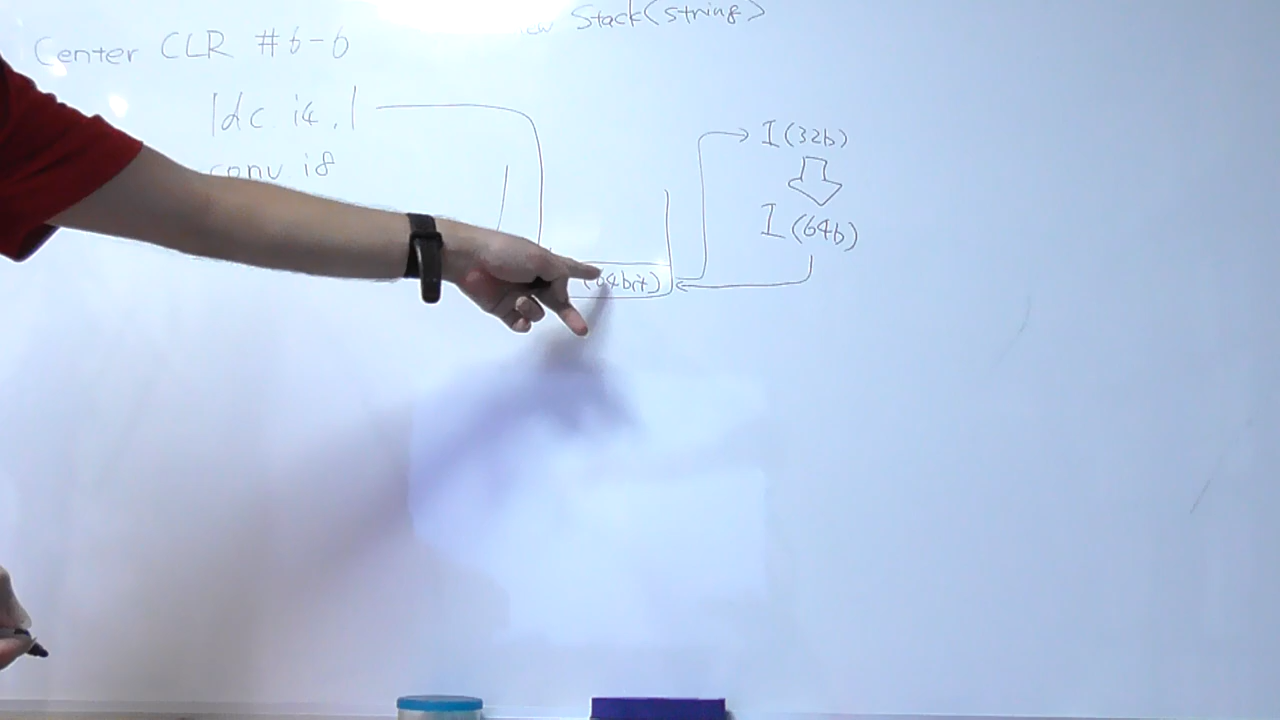 Stack(string>
Center CLR #6-6
ldc i4.1
conv i8
I(32b)
I(64b)
(64bit)